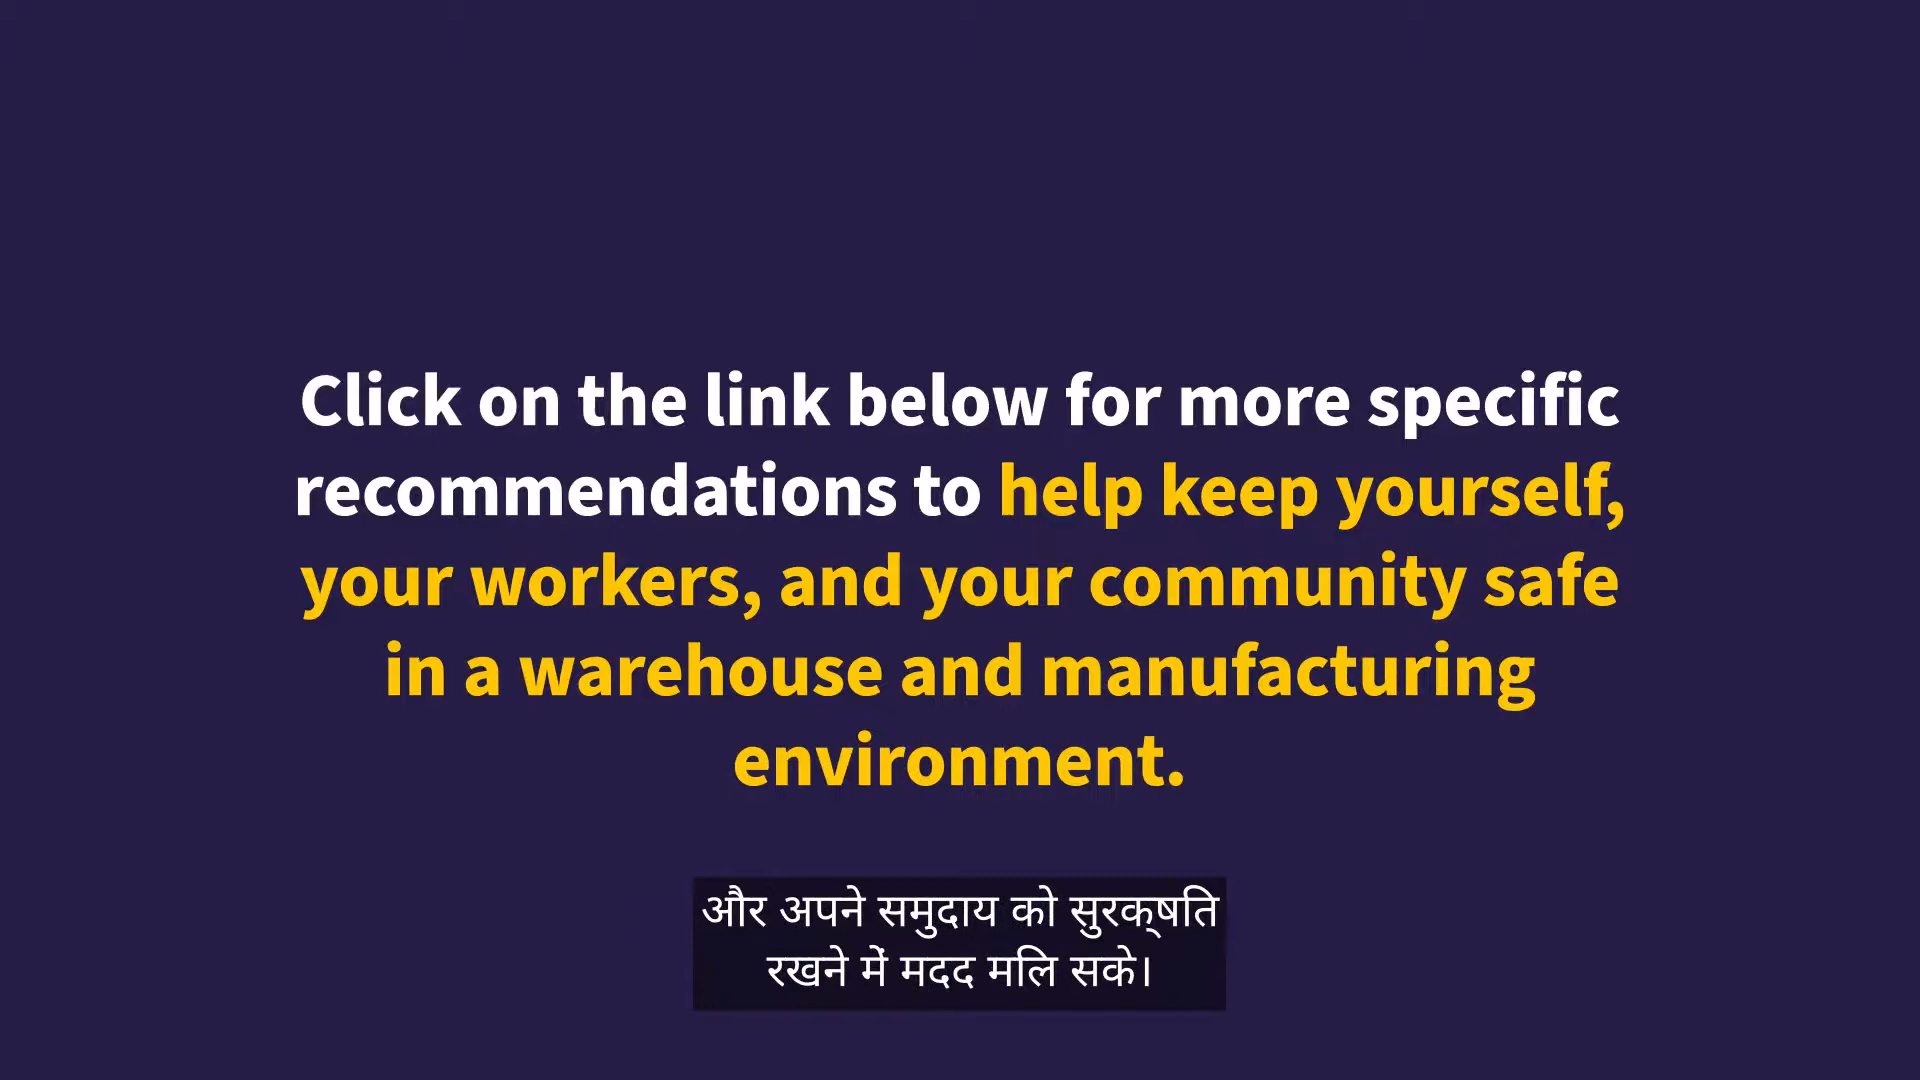 Click on the link below for more specific
recommendations to help keep yourself,
your workers, and your community safe
in a warehouse and manufacturing
environment.
और अपने समुदाय को सुरक्षति
रखने में मदद मलि सके।